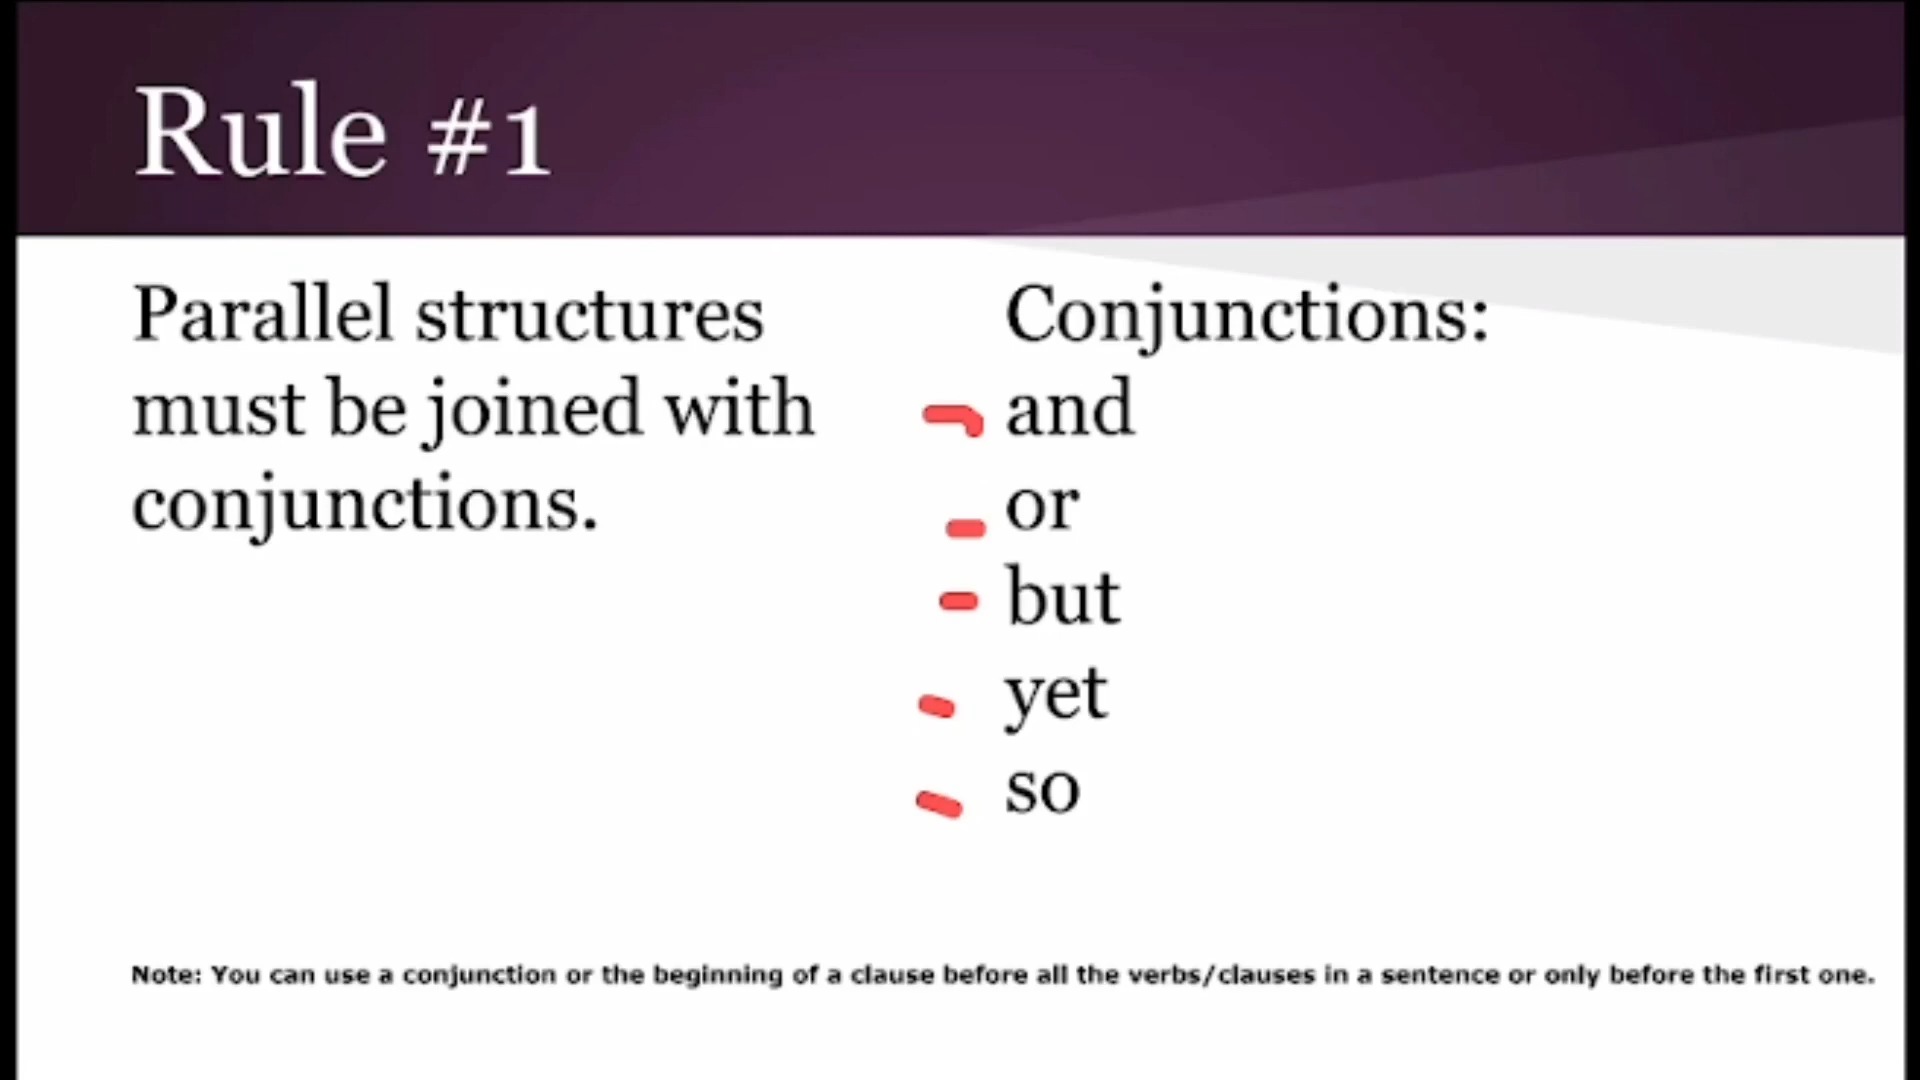 Rule #1
Parallel structures
must be joined with
conjunctions.
Conjunctions:
and
or
but
yet
so
Note: You can use a conjunction or the beginning of a clause before all the verbs/clauses in a sentence or only before the first one.